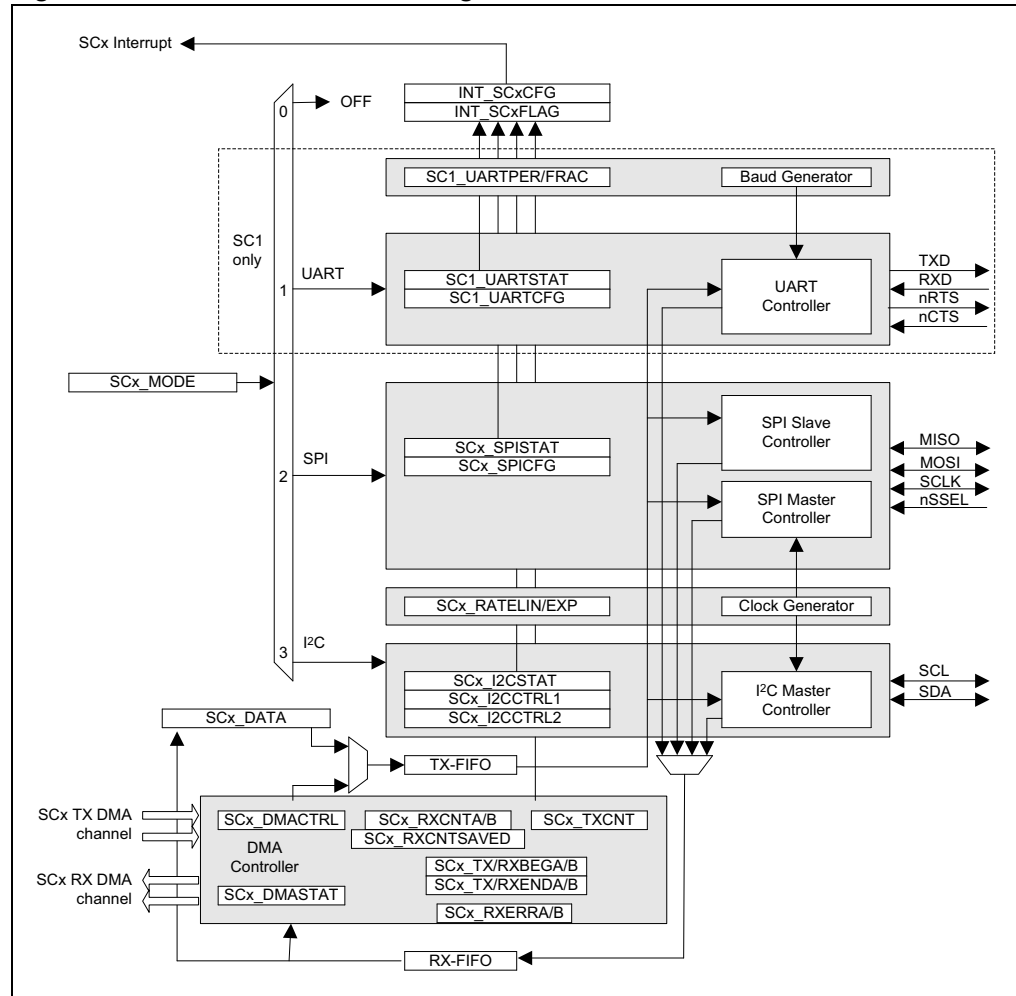 SCx Interrupt
INT_SCxCFG
0
OFF
INT_SCxFLAG
SC1_UARTPER/FRAC
Baud Generator
SC1
only
UART
1
SC1_UARTSTAT
SC1_UARTCFG
UART
Controller
TXD
RXD
nRTS
nCTS
SCx_MODE
SPI
2
SCx_SPISTAT
SCx_SPICFG
SPI Slave
Controller
SPI Master
Controller
MISO
MOSI
SCLK
nSSEL
SCx_RATELIN/EXP
Clock Generator
I²C
3
SCx_I2CSTAT
SCx_I2CCTRL1
SCx_I2CCTRL2
I²C Master
Controller
SCL
SDA
SCx_DATA
TX-FIFO
SCx TX DMA
channel
SCx RX DMA
channel
SCx_DMACTRL
DMA
Controller
SCx_DMASTAT
SCx_RXCNTA/B
SCx_RXCNTSAVED
SCx_TXCNT
SCx_TX/RXBEGA/B
SCx_TX/RXENDA/B
SCx_RXERRA/B
RX-FIFO